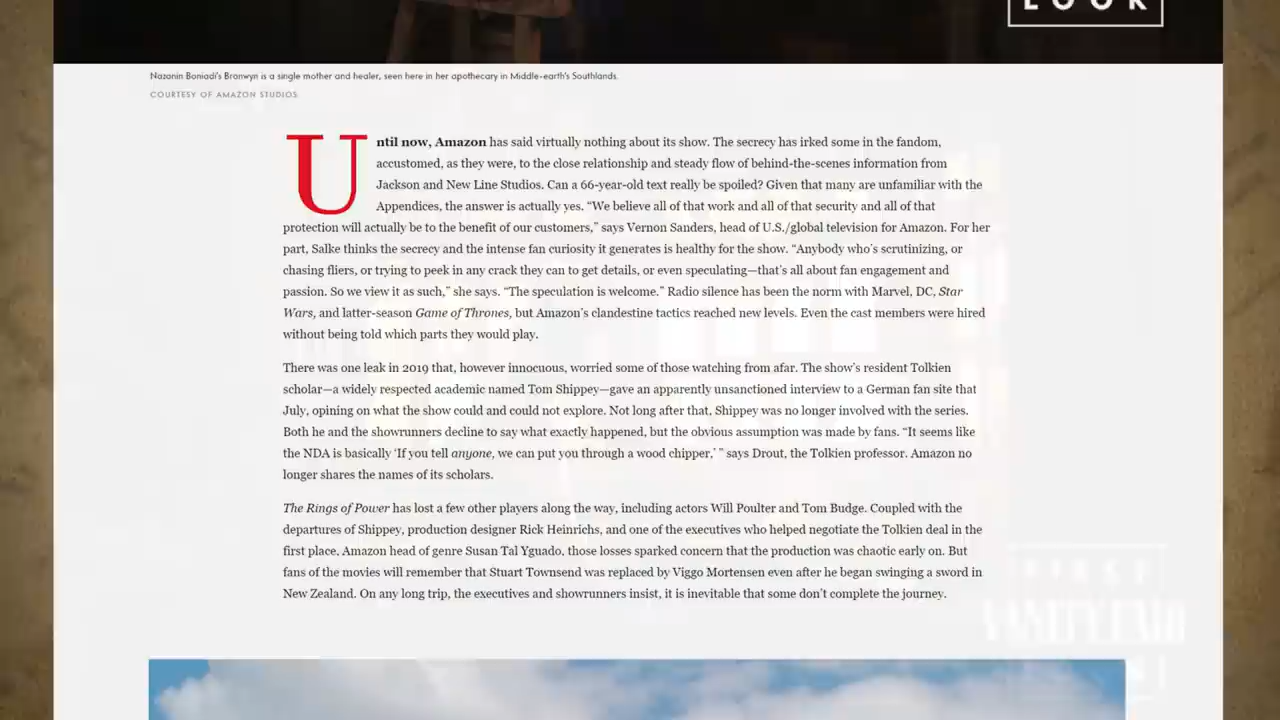 LOOK
Nazanin Boniadi's Bronwyn is a single mother and healer, seen here in her apothecary in Middle-earth's Southlands.
COURTESY OF AMAZON STUDIOS
Until now, Amazon has said virtually nothing about its show. The secrecy has irked some in the fandom,
accustomed, as they were, to the close relationship and steady flow of behind-the-scenes information from
Jackson and New Line Studios. Can a 66-year-old text really be spoiled? Given that many are unfamiliar with the
Appendices, the answer is actually yes. “We believe all of that work and all of that security and all of that
protection will actually be to the benefit of our customers,” says Vernon Sanders, head of U.S./global television for Amazon. For her
part, Salke thinks the secrecy and the intense fan curiosity it generates is healthy for the show. “Anybody who's scrutinizing, or
chasing fliers, or trying to peek in any crack they can to get details, or even speculating—that's all about fan engagement and
passion. So we view it as such,” she says. “The speculation is welcome.” Radio silence has been the norm with Marvel, DC, Star
Wars, and latter-season Game of Thrones, but Amazon's clandestine tactics reached new levels. Even the cast members were hired
without being told which parts they would play.
There was one leak in 2019 that, however innocuous, worried some of those watching from afar. The show's resident Tolkien
scholar—a widely respected academic named Tom Shippey—gave an apparently unsanctioned interview to a German fan site that
July, opining on what the show could and could not explore. Not long after that, Shippey was no longer involved with the series.
Both he and the showrunners decline to say what exactly happened, but the obvious assumption was made by fans. “It seems like
the NDA is basically ‘If you tell anyone, we can put you through a wood chipper,’ ” says Drout, the Tolkien professor. Amazon no
longer shares the names of its scholars.
The Rings of Power has lost a few other players along the way, including actors Will Poulter and Tom Budge. Coupled with the
departures of Shippey, production designer Rick Heinrichs, and one of the executives who helped negotiate the Tolkien deal in the
first place, Amazon head of genre Susan Tal Yguado, those losses sparked concern that the production was chaotic early on. But
fans of the movies will remember that Stuart Townsend was replaced by Viggo Mortensen even after he began swinging a sword in
New Zealand. On any long trip, the executives and showrunners insist, it is inevitable that some don't complete the journey.
FIRST
VANITY FAIR